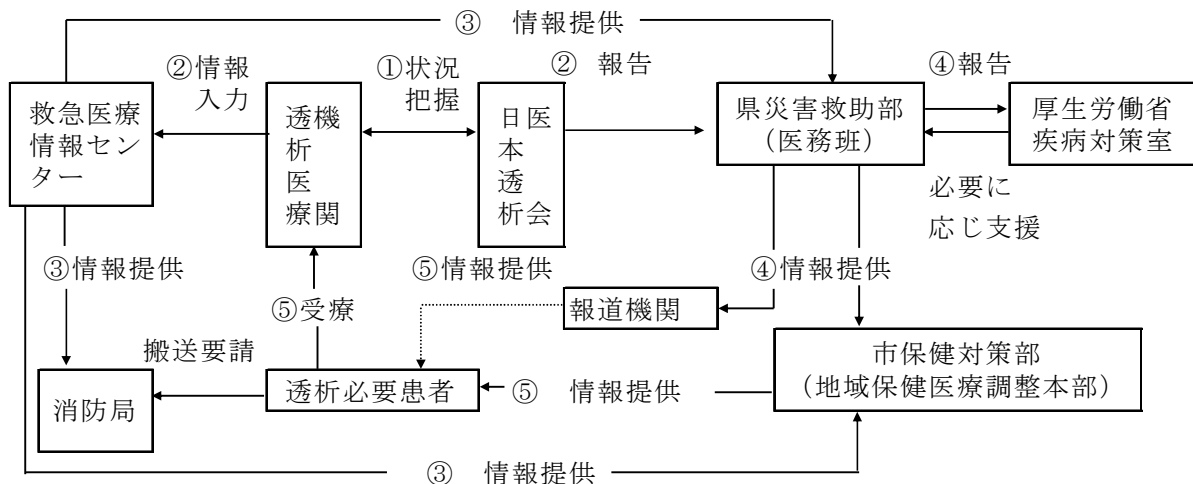 ③ 情報提供
②情報
入力
①状況
把握
② 報告
④報告
救急医療
情報セン
ター
透析医療
機関
日本透析
医会
県災害救助部
（医務班）
厚生労働省
疾病対策室
必要に
応じ支援
③情報提供
⑤情報提供
④情報提供
⑤受療
報道機関
搬送要請
市保健対策部
（地域保健医療調整本部）
消防局
透析必要患者
⑤ 情報提供
③ 情報提供